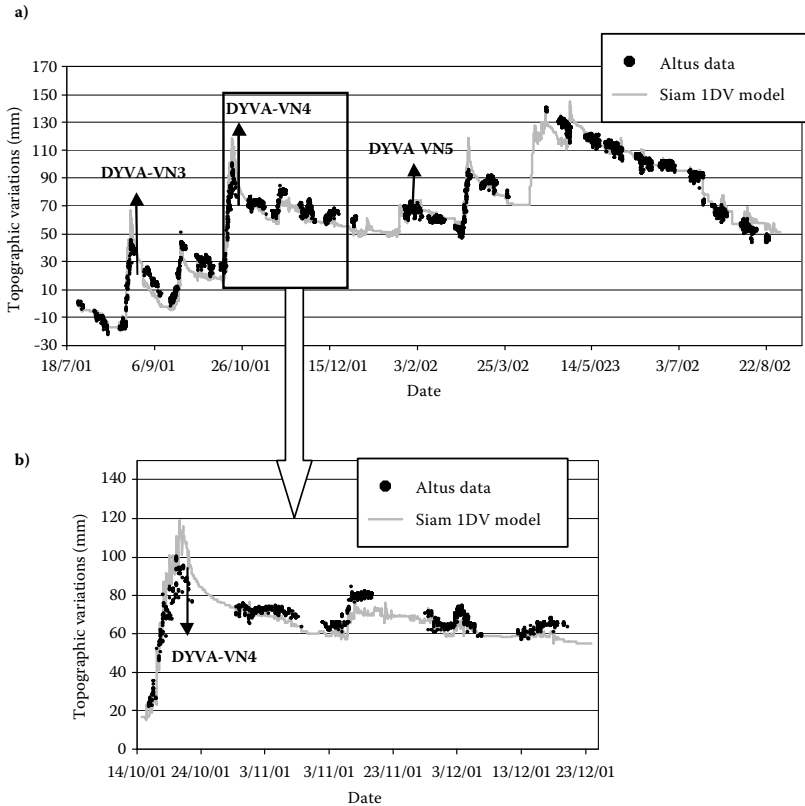 a)
Altus data
Siam 1DV model
170
150
130
110
90
70
50
30
10
-10
-30
Topographic variations (mm)
DYVA-VN3
DYVA-VN4
DYVA VN5
18/7/01 6/9/01 26/10/01 15/12/01 3/2/02 25/3/02 14/5/023 3/7/02 22/8/02
Date
b)
Altus data
Siam 1DV model
140
120
100
80
60
40
20
0
Topographic variations (mm)
DYVA-VN4
14/10/01 24/10/01 3/11/01 3/11/01 23/11/01 3/12/01 13/12/01 23/12/01
Date